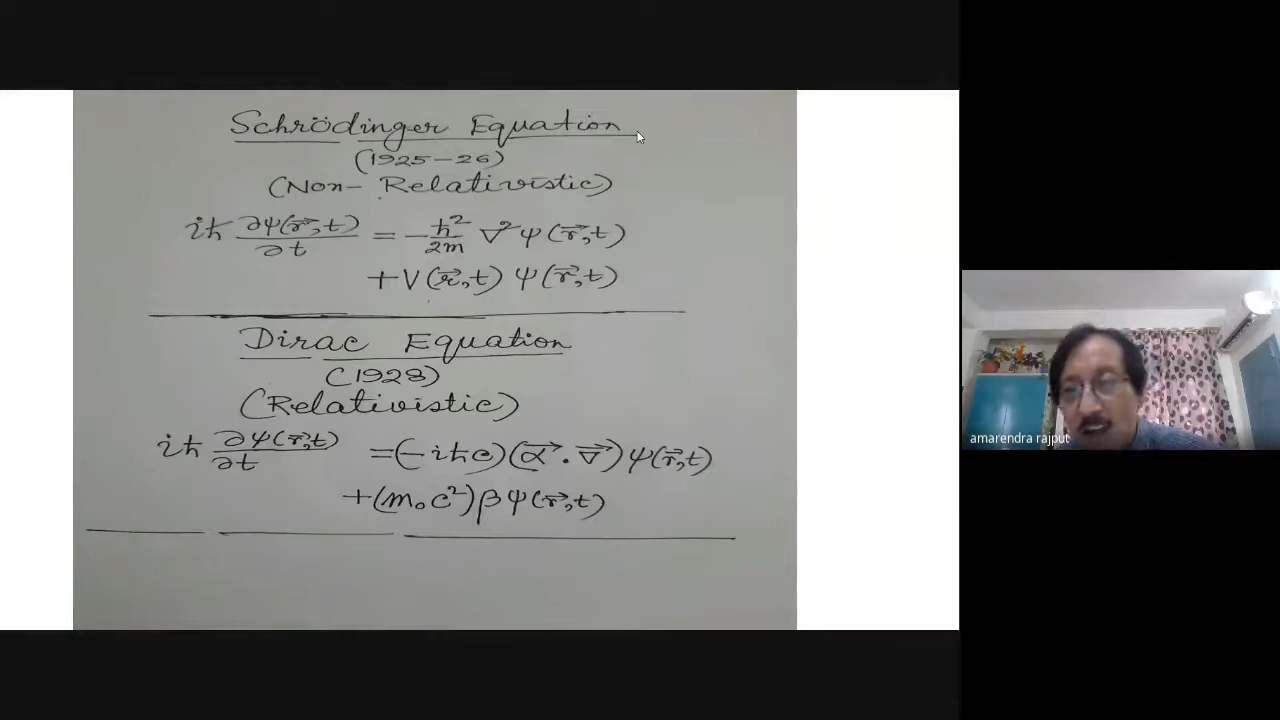 Schrödinger Equation
(1925-26)
(Non-Relativistic)
iħ ∂ψ(r⃗,t)/∂t = -ħ²/2m ∇²ψ(r⃗,t)
+V(r⃗,t) ψ(r⃗,t)
Dirac Equation
(1928)
(Relativistic)
iħ ∂ψ(r⃗,t)/∂t =(-iħc)(α⃗.∇⃗)ψ(r⃗,t)
+(m₀c²)βψ(r⃗,t)
amarendra rajput